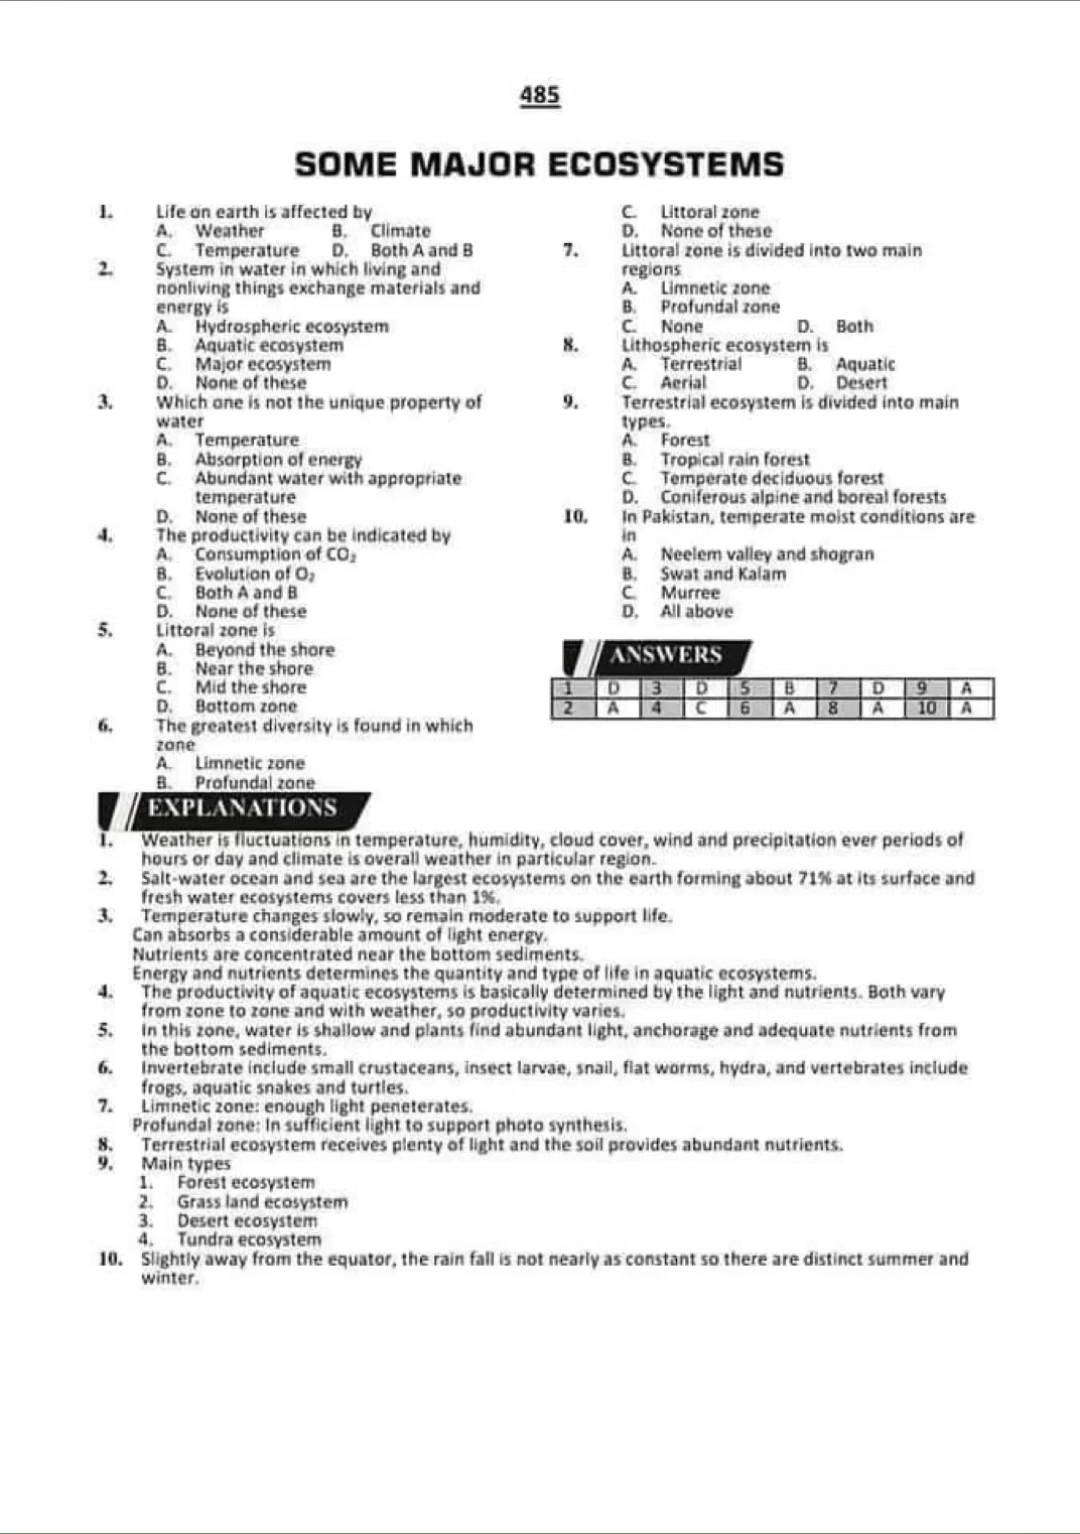 485
SOME MAJOR ECOSYSTEMS
1. Life on earth is affected by
A. Weather B. Climate
C. Temperature D. Both A and B
2. System in water in which living and
nonliving things exchange materials and
energy is
A. Hydrospheric ecosystem
B. Aquatic ecosystem
C. Major ecosystem
D. None of these
3. Which one is not the unique property of
water
A. Temperature
B. Absorption of energy
C. Abundant water with appropriate
temperature
D. None of these
4. The productivity can be indicated by
A. Consumption of CO₂
B. Evolution of O₂
C. Both A and B
D. None of these
5. Littoral zone is
A. Beyond the shore
B. Near the shore
C. Mid the shore
D. Bottom zone
6. The greatest diversity is found in which
zone
A. Limnetic zone
B. Profundal zone
C. Littoral zone
D. None of these
7. Littoral zone is divided into two main
regions
A. Limnetic zone
B. Profundal zone
C. None D. Both
8. Lithospheric ecosystem is
A. Terrestrial B. Aquatic
C. Aerial D. Desert
9. Terrestrial ecosystem is divided into main
types.
A. Forest
B. Tropical rain forest
C. Temperate deciduous forest
D. Coniferous alpine and boreal forests
10. In Pakistan, temperate moist conditions are
in
A. Neelem valley and shogran
B. Swat and Kalam
C. Murree
D. All above
ANSWERS
1 D 3 D 5 B 7 D 9 A
2 A 4 C 6 A 8 A 10 A
EXPLANATIONS
1. Weather is fluctuations in temperature, humidity, cloud cover, wind and precipitation ever periods of
hours or day and climate is overall weather in particular region.
2. Salt-water ocean and sea are the largest ecosystems on the earth forming about 71% at its surface and
fresh water ecosystems covers less than 1%.
3. Temperature changes slowly, so remain moderate to support life.
Can absorbs a considerable amount of light energy.
Nutrients are concentrated near the bottom sediments.
Energy and nutrients determines the quantity and type of life in aquatic ecosystems.
4. The productivity of aquatic ecosystems is basically determined by the light and nutrients. Both vary
from zone to zone and with weather, so productivity varies.
5. In this zone, water is shallow and plants find abundant light, anchorage and adequate nutrients from
the bottom sediments.
6. Invertebrate include small crustaceans, insect larvae, snail, flat worms, hydra, and vertebrates include
frogs, aquatic snakes and turtles.
7. Limnetic zone: enough light peneterates.
Profundal zone: In sufficient light to support photo synthesis.
8. Terrestrial ecosystem receives plenty of light and the soil provides abundant nutrients.
9. Main types
1. Forest ecosystem
2. Grass land ecosystem
3. Desert ecosystem
4. Tundra ecosystem
10. Slightly away from the equator, the rain fall is not nearly as constant so there are distinct summer and
winter.